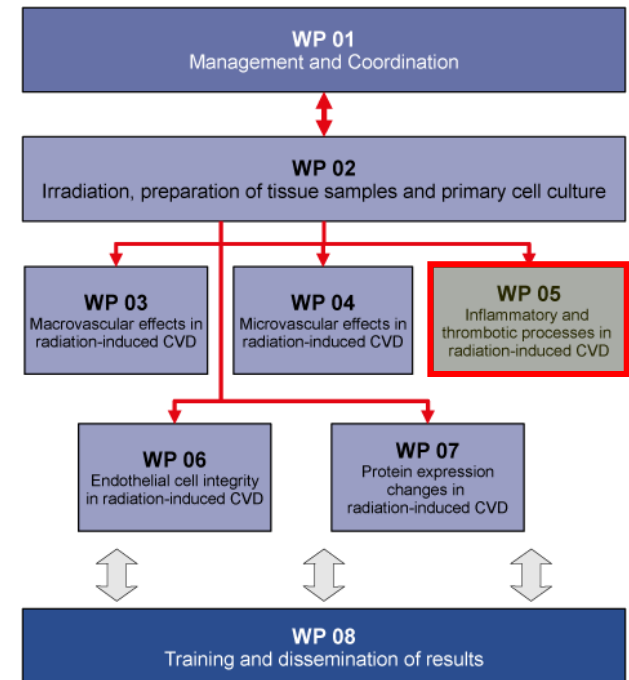 WP 01
Management and Coordination
WP 02
Irradiation, preparation of tissue samples and primary cell culture
WP 03
Macrovascular effects in
radiation-induced CVD
WP 04
Microvascular effects in
radiation-induced CVD
WP 05
Inflammatory and
thrombotic processes in
radiation-induced CVD
WP 06
Endothelial cell integrity
in radiation-induced CVD
WP 07
Protein expression
changes in
radiation-induced CVD
WP 08
Training and dissemination of results